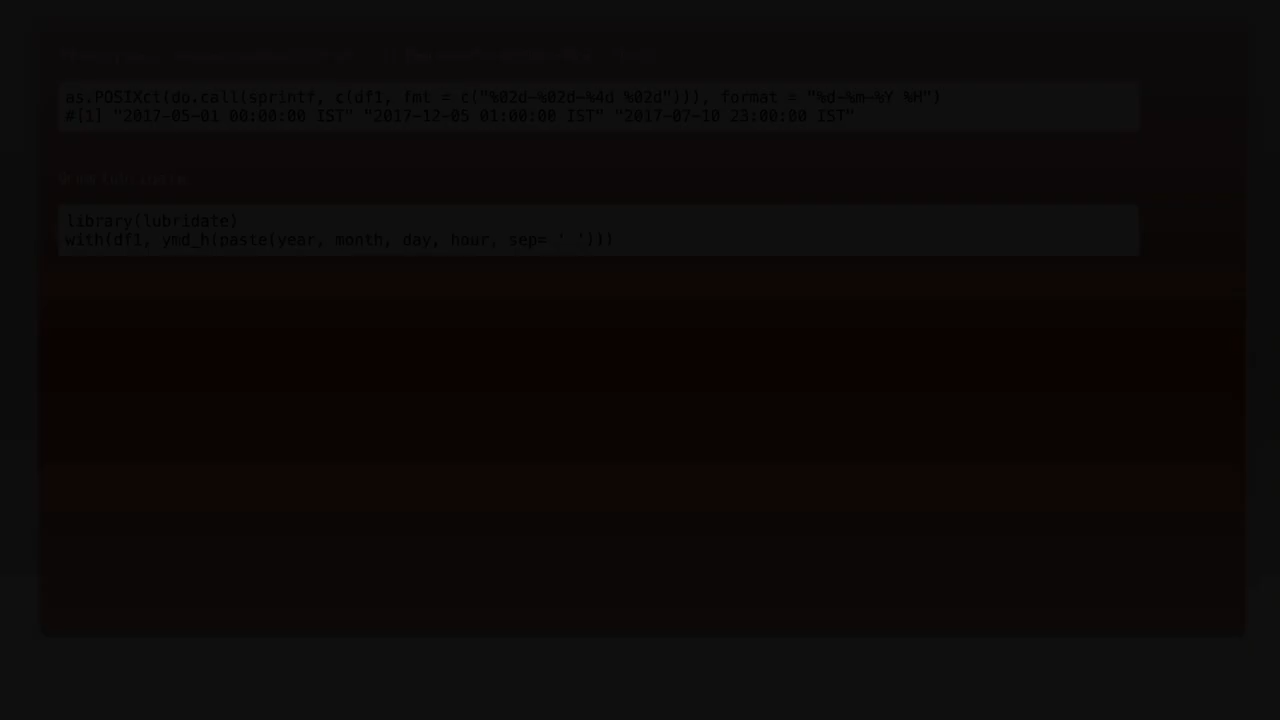 as.POSIXct(do.call(sprintf, c(df1, fmt = c("%02d-%02d-%4d %02d"))), format = "%d-%m-%Y %H")
#[1] "2017-05-01 00:00:00 IST" "2017-12-05 01:00:00 IST" "2017-07-10 23:00:00 IST"
library(lubridate)
with(df1, ymd_h(paste(year, month, day, hour, sep= ' ')))